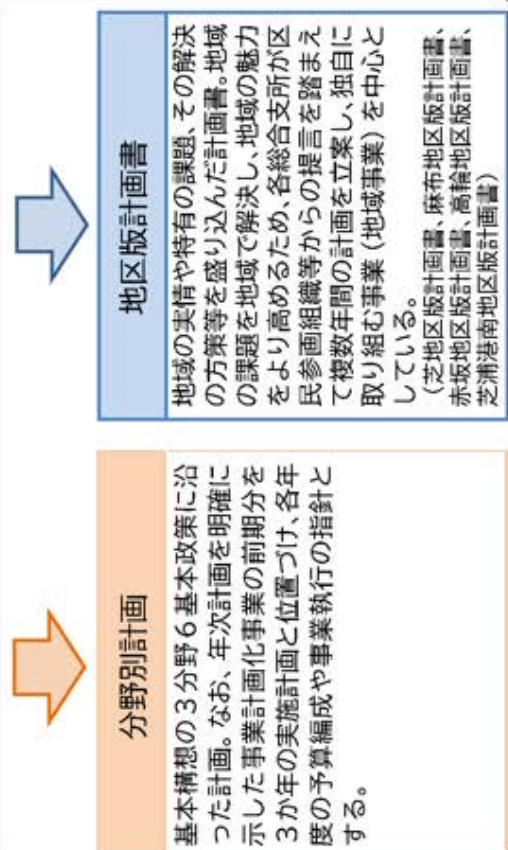 分野別計画
基本構想の３分野６基本政策に沿
った計画。なお、年次計画を明確に
示した事業計画化事業の前期分を
３か年の実施計画と位置づけ、各年
度の予算編成や事業執行の指針と
する。
地区版計画書
地域の実情や特有の課題、その解決
の方策等を盛り込んだ計画書。地域
の課題を地域で解決し、地域の魅力
をより高めるため、各総合支所が区
民参画組織等からの提言を踏まえ
て複数年間の計画を立案し、独自に
取り組む事業（地域事業）を中心と
している。
（芝地区版計画書、麻布地区版計画書、
赤坂地区版計画書、高輪地区版計画書、
芝浦港南地区版計画書）